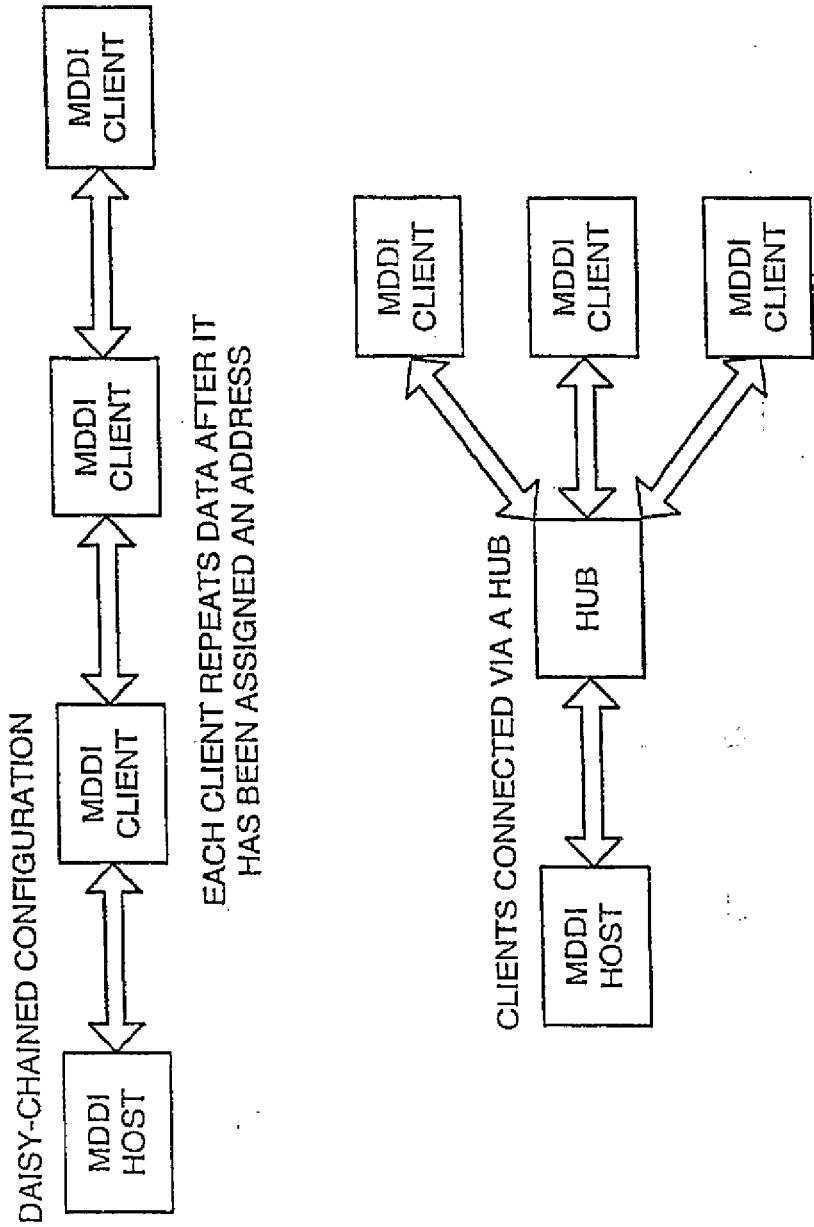 DAISY-CHAINED CONFIGURATION
MDDI
HOST
MDDI
CLIENT
MDDI
CLIENT
MDDI
CLIENT
EACH CLIENT REPEATS DATA AFTER IT
HAS BEEN ASSIGNED AN ADDRESS
CLIENTS CONNECTED VIA A HUB
MDDI
HOST
HUB
MDDI
CLIENT
MDDI
CLIENT
MDDI
CLIENT